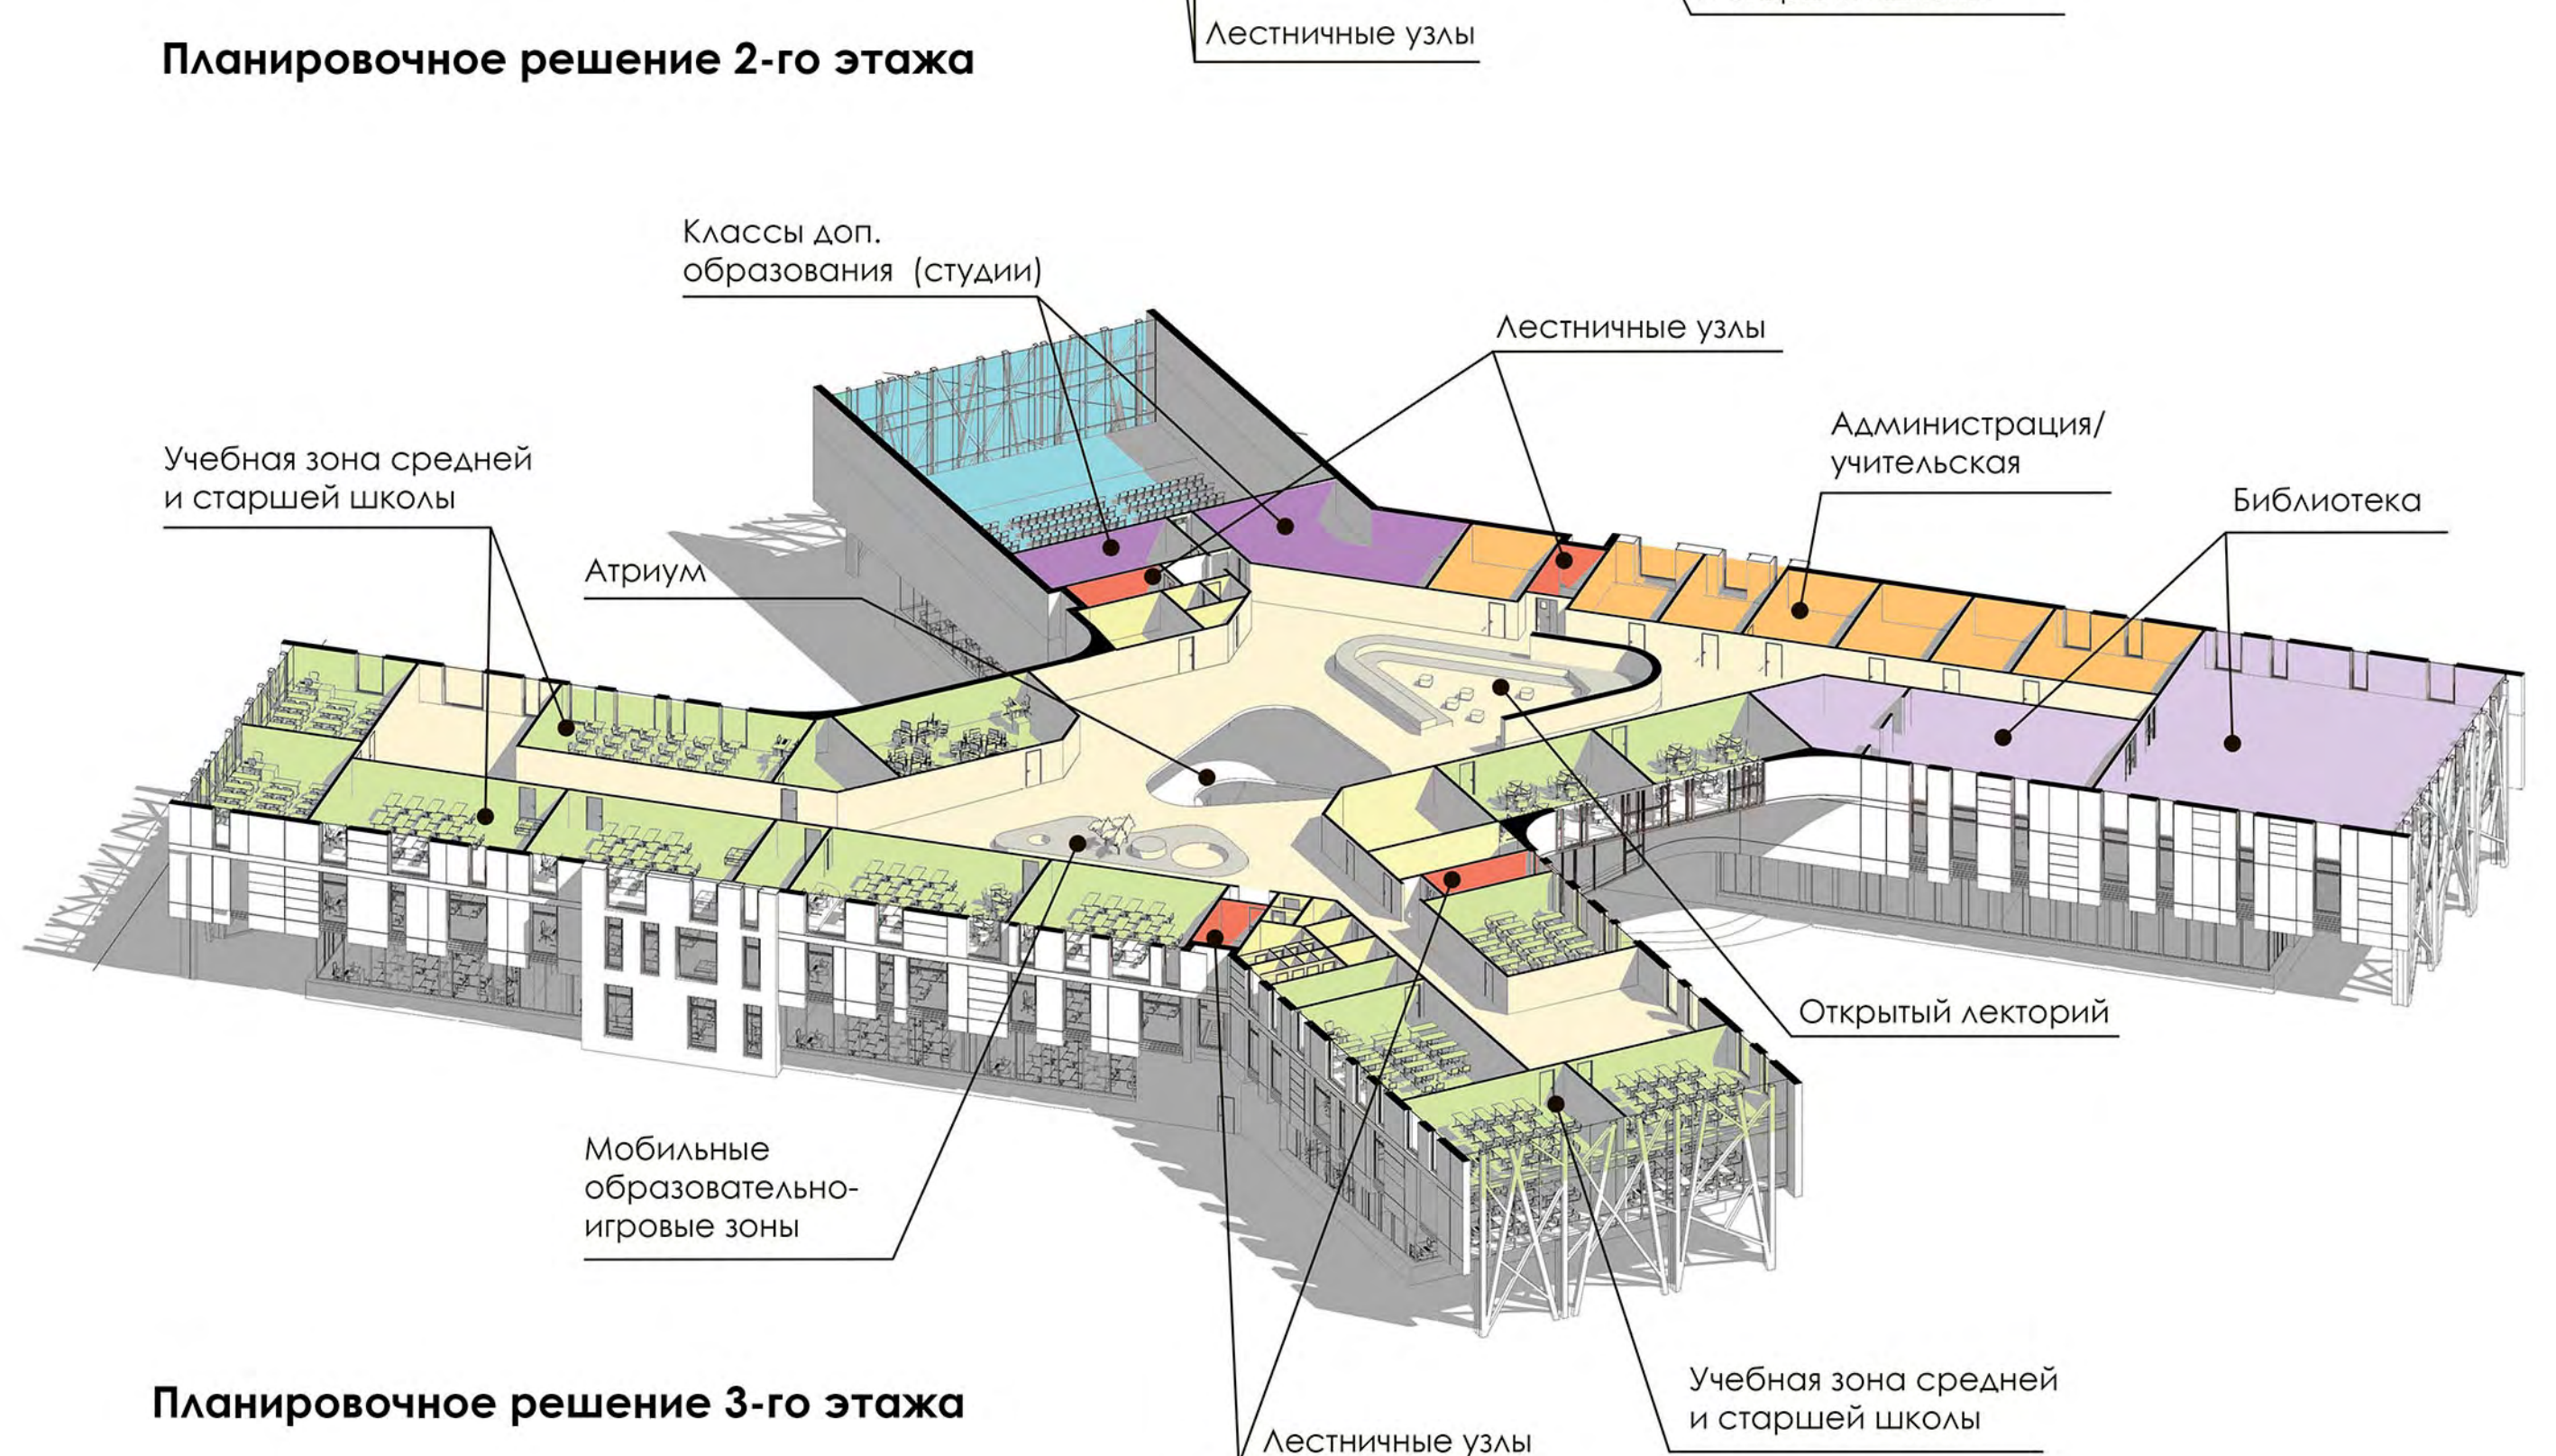 Лестничные узлы
Планировочное решение 2-го этажа
Классы доп.
образования (студии)
Лестничные узлы
Администрация/
учительская
Библиотека
Учебная зона средней
и старшей школы
Атриум
Открытый лекторий
Мобильные
образовательно-
игровые зоны
Учебная зона средней
и старшей школы
Планировочное решение 3-го этажа
Лестничные узлы